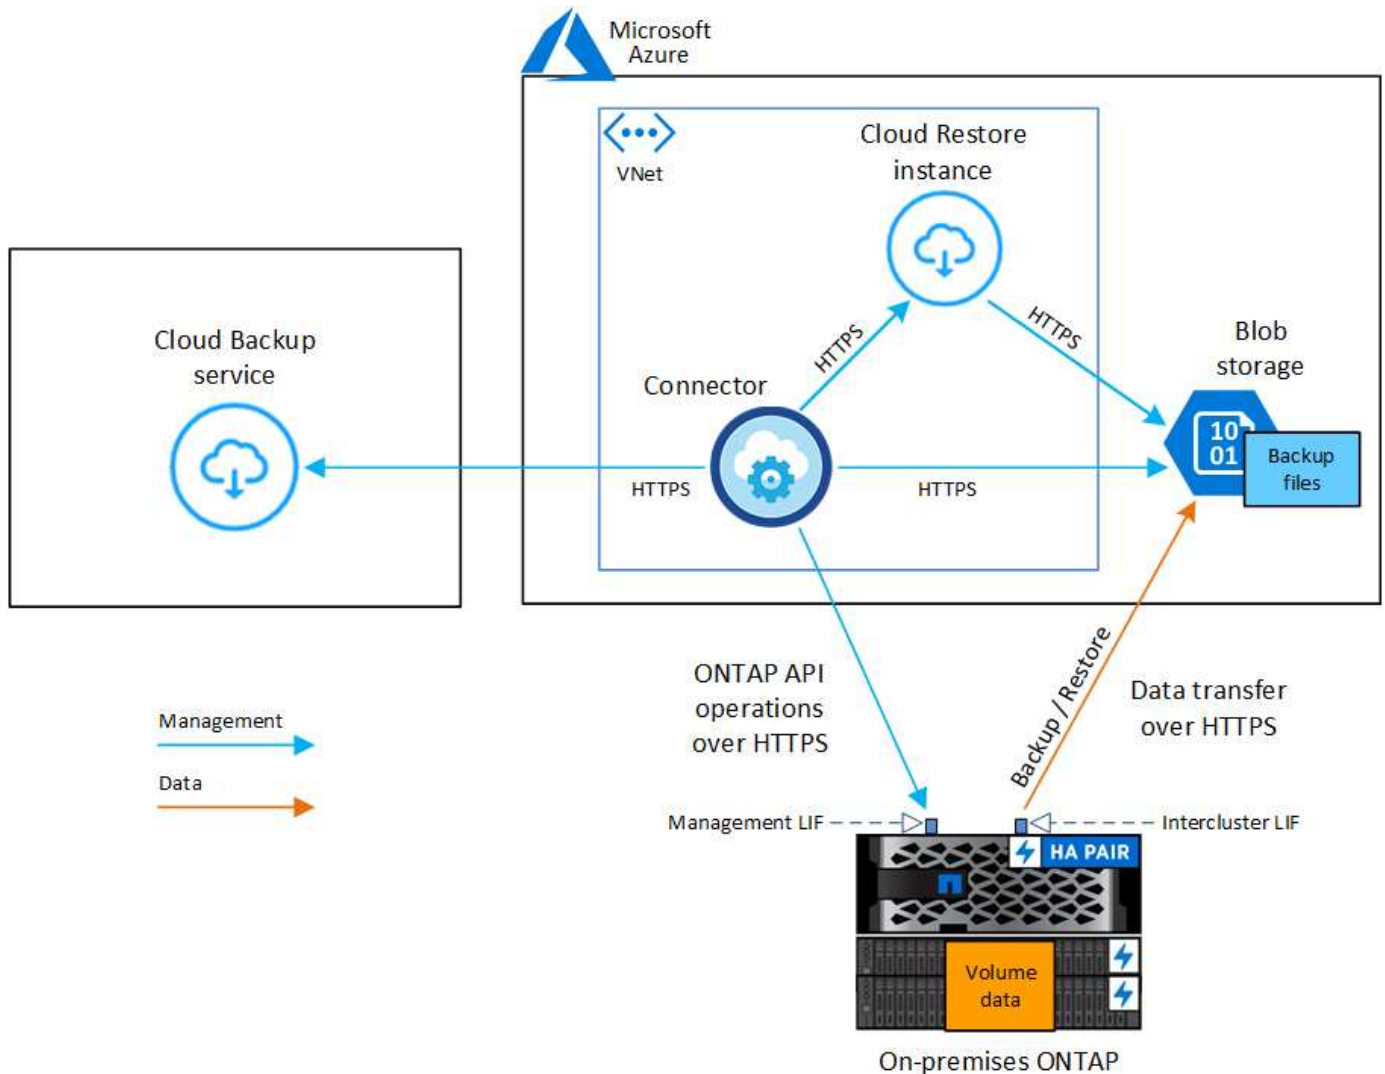 Microsoft
Azure
VNet
Cloud Restore
instance
HTTPS
HTTPS
Blob
storage
10
01
Backup
files
Cloud Backup
service
Connector
HTTPS
HTTPS
ONTAP API
operations
over HTTPS
Backup / Restore
Data transfer
over HTTPS
Management
Data
Management LIF
Intercluster LIF
HA PAIR
Volume
data
On-premises ONTAP